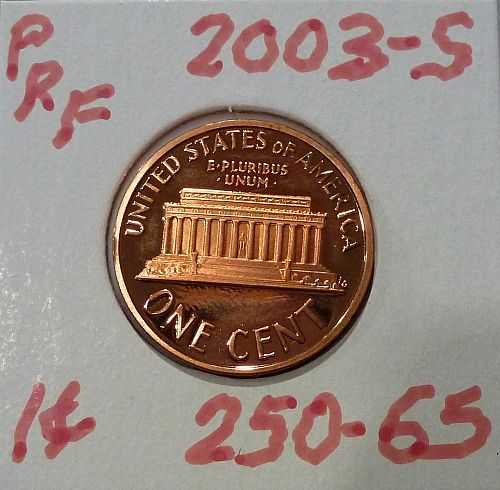 PRF 2003-S
UNITED STATES OF AMERICA
E·PLURIBUS
·UNUM·
ONE CENT
1¢ 250-65